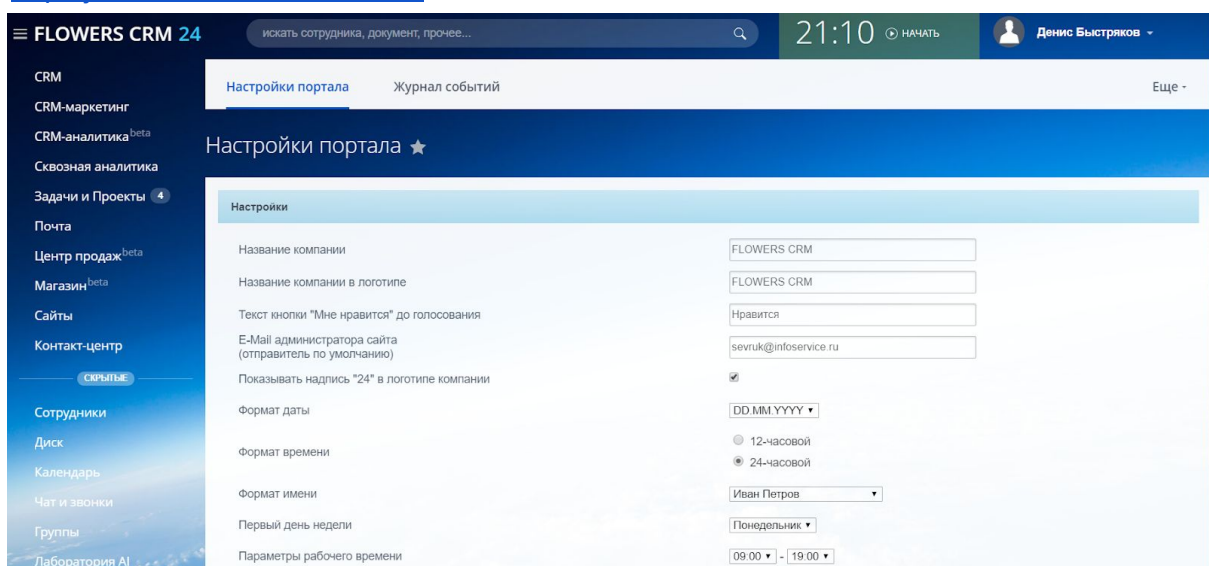 FLOWERS CRM 24
искать сотрудника, документ, прочее...
21:10 НАЧАТЬ
Денис Быстряков
CRM
CRM-маркетинг
CRM-аналитика beta
Сквозная аналитика
Задачи и Проекты 4
Почта
Центр продаж beta
Магазин beta
Сайты
Контакт-центр
СКРЫТЫЕ
Сотрудники
Диск
Календарь
Чат и звонки
Группы
Лаборатория AI
Настройки портала
Журнал событий
Еще
Настройки портала
Настройки
Название компании
FLOWERS CRM
Название компании в логотипе
FLOWERS CRM
Текст кнопки "Мне нравится" до голосования
Нравится
E-Mail администратора сайта
(отправитель по умолчанию)
sevruk@infoservice.ru
Показывать надпись "24" в логотипе компании
Формат даты
DD.MM.YYYY
Формат времени
12-часовой
24-часовой
Формат имени
Иван Петров
Первый день недели
Понедельник
Параметры рабочего времени
09:00 - 19:00